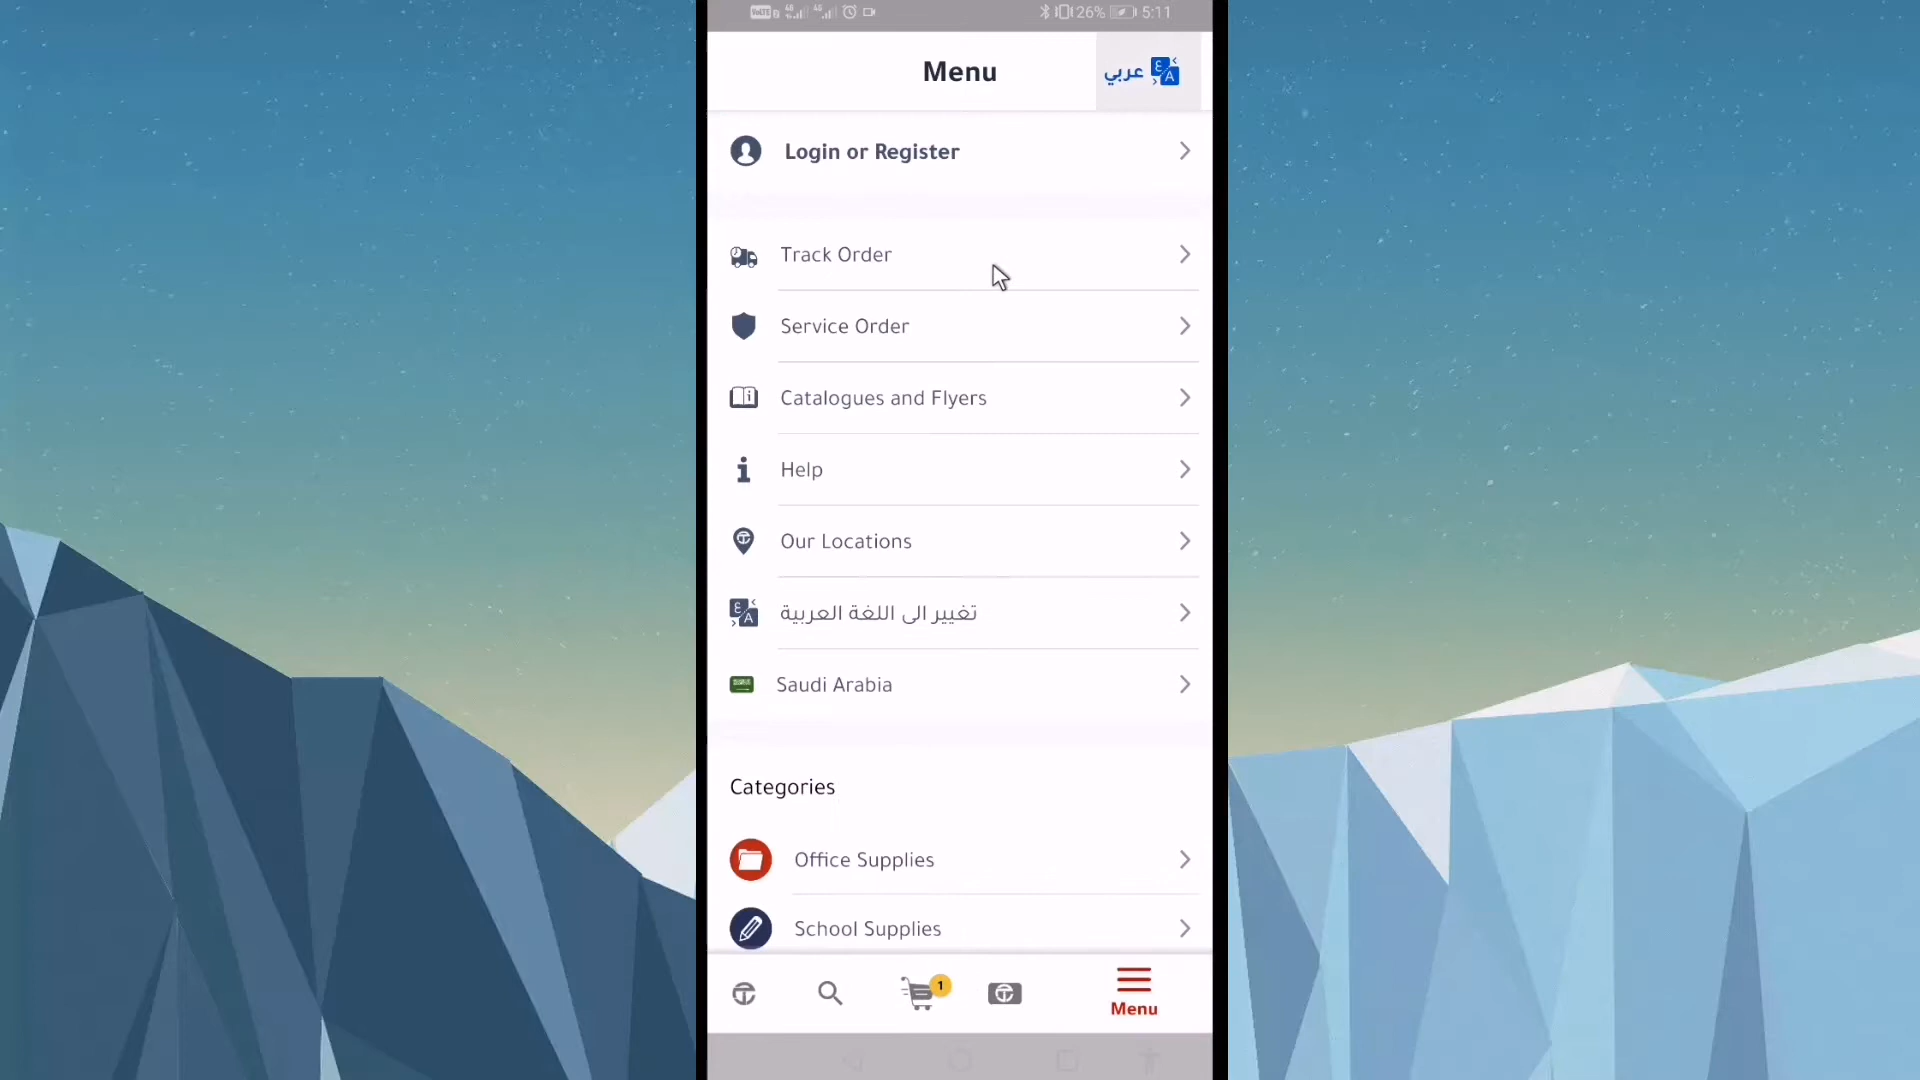 26% 5:11
Menu
عربي
Login or Register
Track Order
Service Order
Catalogues and Flyers
Help
Our Locations
تغيير الى اللغة العربية
Saudi Arabia
Categories
Office Supplies
School Supplies
1
Menu